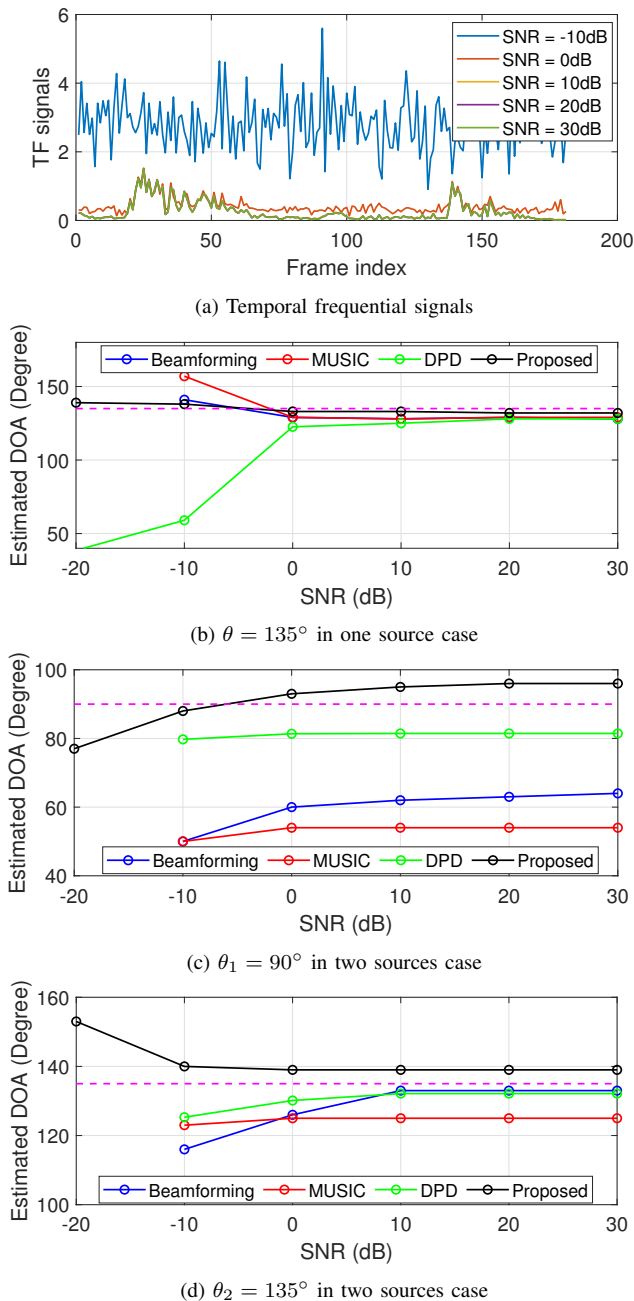 6
4
2
0
TF signals
SNR = -10dB
SNR = 0dB
SNR = 10dB
SNR = 20dB
SNR = 30dB
0 50 100 150 200
Frame index
(a) Temporal frequential signals
Beamforming MUSIC DPD Proposed
150
100
50
Estimated DOA (Degree)
-20 -10 0 10 20 30
SNR (dB)
(b) θ = 135° in one source case
100
80
60
40
Estimated DOA (Degree)
Beamforming MUSIC DPD Proposed
-20 -10 0 10 20 30
SNR (dB)
(c) θ₁ = 90° in two sources case
160
140
120
100
Estimated DOA (Degree)
Beamforming MUSIC DPD Proposed
-20 -10 0 10 20 30
SNR (dB)
(d) θ₂ = 135° in two sources case